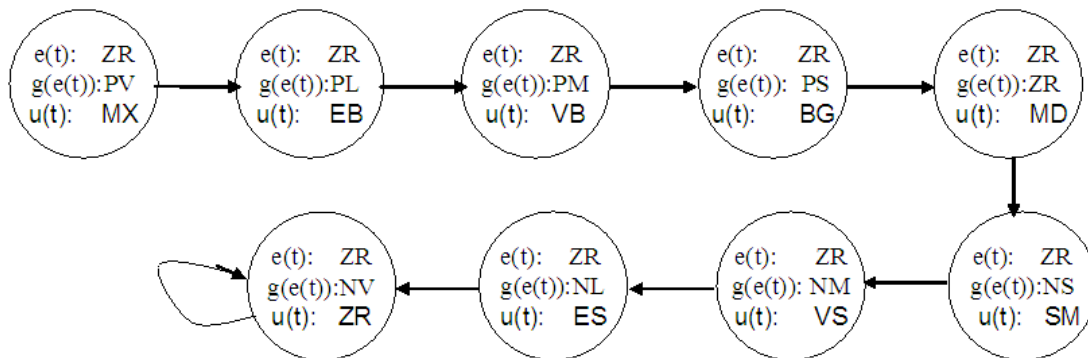 e(t): ZR
g(e(t)):PV
u(t): MX
e(t): ZR
g(e(t)):PL
u(t): EB
e(t): ZR
g(e(t)):PM
u(t): VB
e(t): ZR
g(e(t)): PS
u(t): BG
e(t): ZR
g(e(t)):ZR
u(t): MD
e(t): ZR
g(e(t)):NV
u(t): ZR
e(t): ZR
g(e(t)):NL
u(t): ES
e(t): ZR
g(e(t)): NM
u(t): VS
e(t): ZR
g(e(t)): NS
u(t): SM